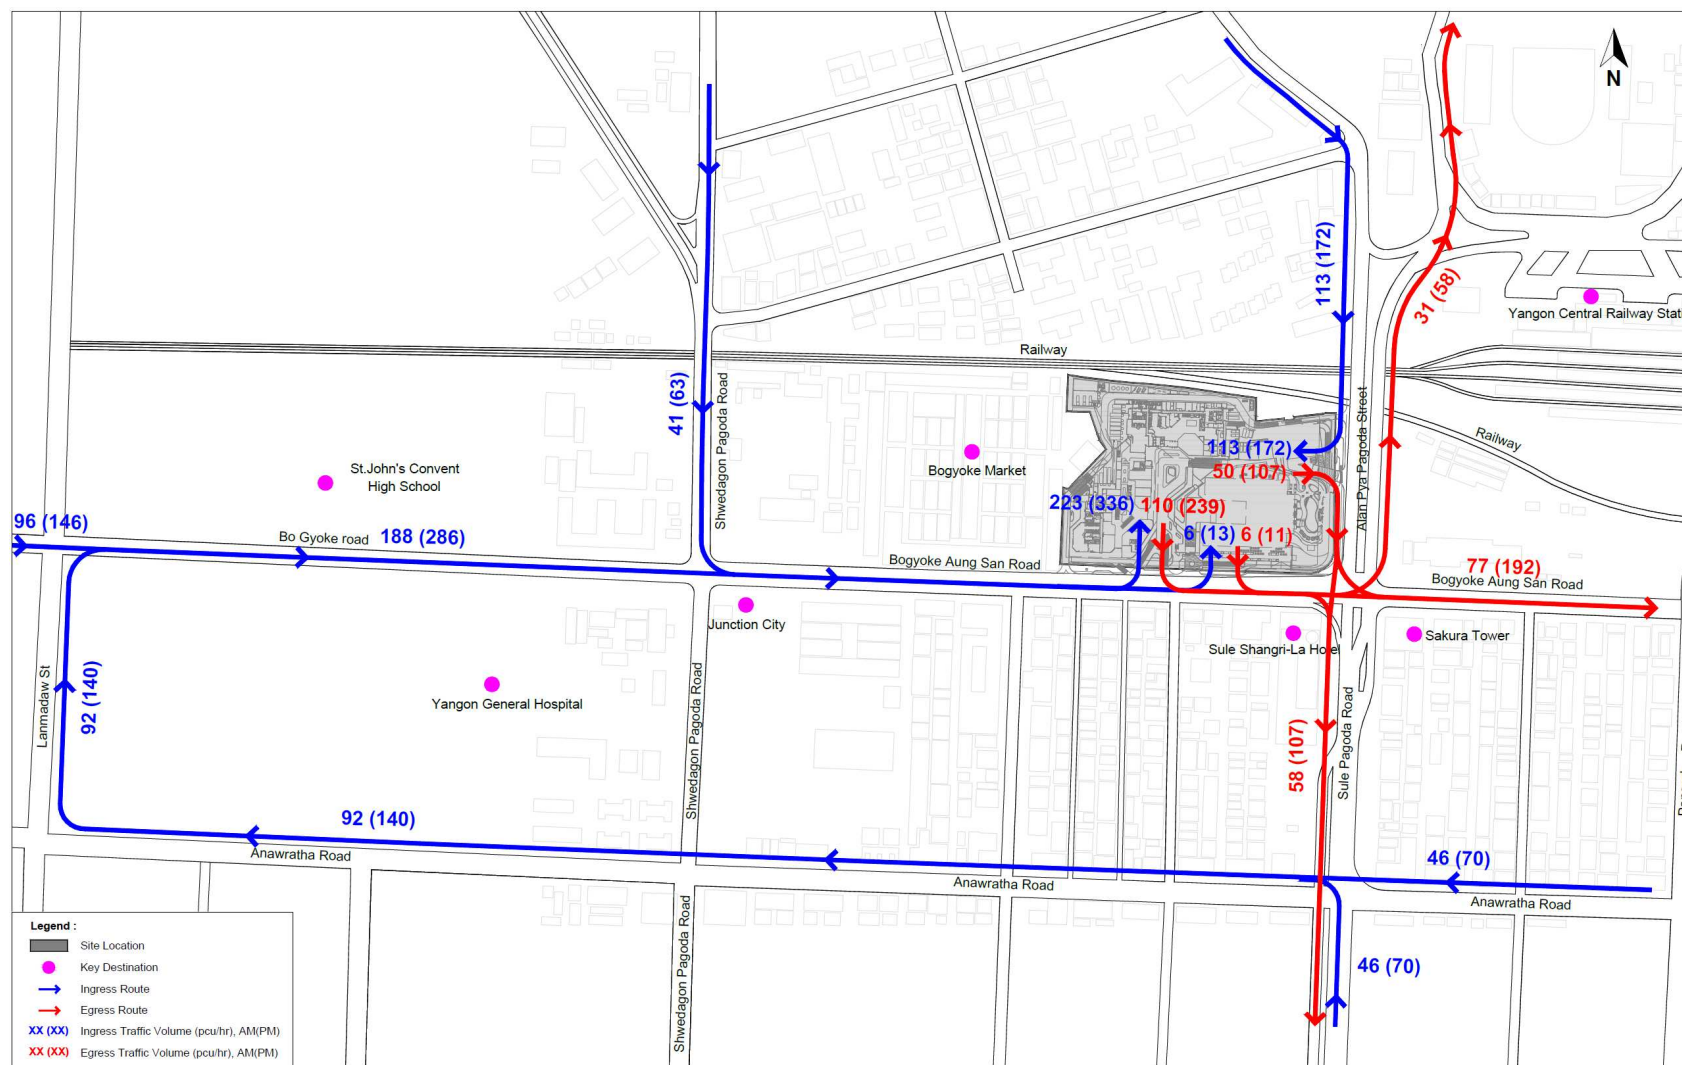 N
113 (172)
31 (58)
Yangon Central Railway Stati
Railway
Shwedagon Pagoda Road
41 (63)
Alan Pya Pagoda Street
Railway
St.John's Convent
High School
Bogyoke Market
113 (172)
50 (107)
223 (336)
110 (239)
6 (13)
6 (11)
96 (146)
Bo Gyoke road
188 (286)
Bogyoke Aung San Road
77 (192)
Bogyoke Aung San Road
Junction City
Sule Shangri-La Hotel
Sakura Tower
Lanmadaw St
92 (140)
Yangon General Hospital
Shwedagon Pagoda Road
58 (107)
Sule Pagoda Road
92 (140)
Anawratha Road
Anawratha Road
46 (70)
Anawratha Road
46 (70)
Shwedagon Pagoda Road
Legend :
Site Location
Key Destination
Ingress Route
Egress Route
XX (XX) Ingress Traffic Volume (pcu/hr), AM(PM)
XX (XX) Egress Traffic Volume (pcu/hr), AM(PM)